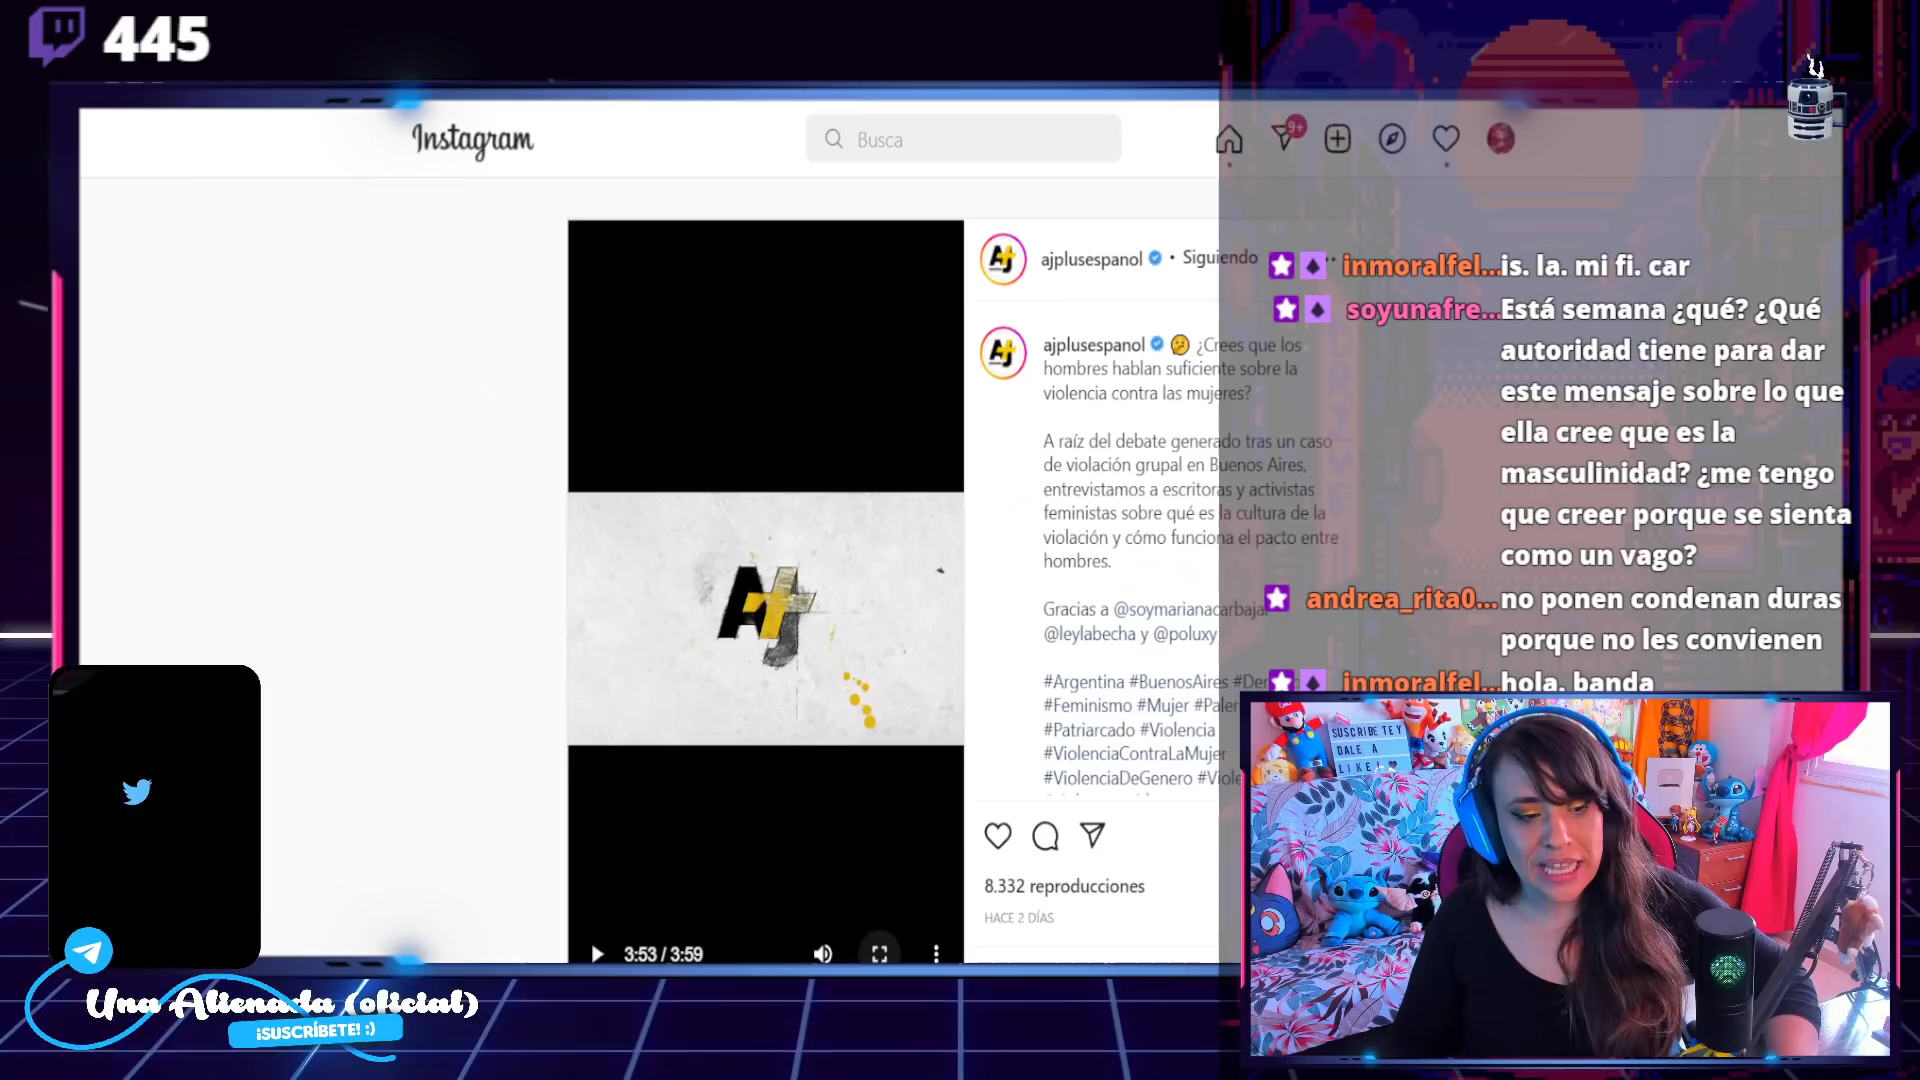 445
Instagram
Busca
9+
ajplusespanol • Siguiendo
ajplusespanol 🤔 ¿Crees que los
hombres hablan suficiente sobre la
violencia contra las mujeres?
A raíz del debate generado tras un caso
de violación grupal en Buenos Aires,
entrevistamos a escritoras y activistas
feministas sobre qué es la cultura de la
violación y cómo funciona el pacto entre
hombres.
Gracias a @soymarianacarbajal
@leylabecha y @poluxy
#Argentina #BuenosAires
#Feminismo #Mujer
#Patriarcado #Violencia
#ViolenciaContraLaMujer
#ViolenciaDeGenero
8.332 reproducciones
HACE 2 DÍAS
3:53 / 3:59
inmoralfel...is. la. mi fi. car
soyunafre...Está semana ¿qué? ¿Qué
autoridad tiene para dar
este mensaje sobre lo que
ella cree que es la
masculinidad? ¿me tengo
que creer porque se sienta
como un vago?
andrea_rita0...no ponen condenan duras
porque no les convienen
inmoralfel...hola. banda
SUSCRIBETE Y
DALE A
LIKE!
Una Alienada (oficial)
¡SUSCRÍBETE! :)